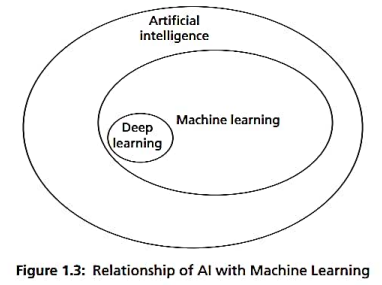 Artificial
intelligence
Machine learning
Deep
learning
Figure 1.3: Relationship of AI with Machine Learning